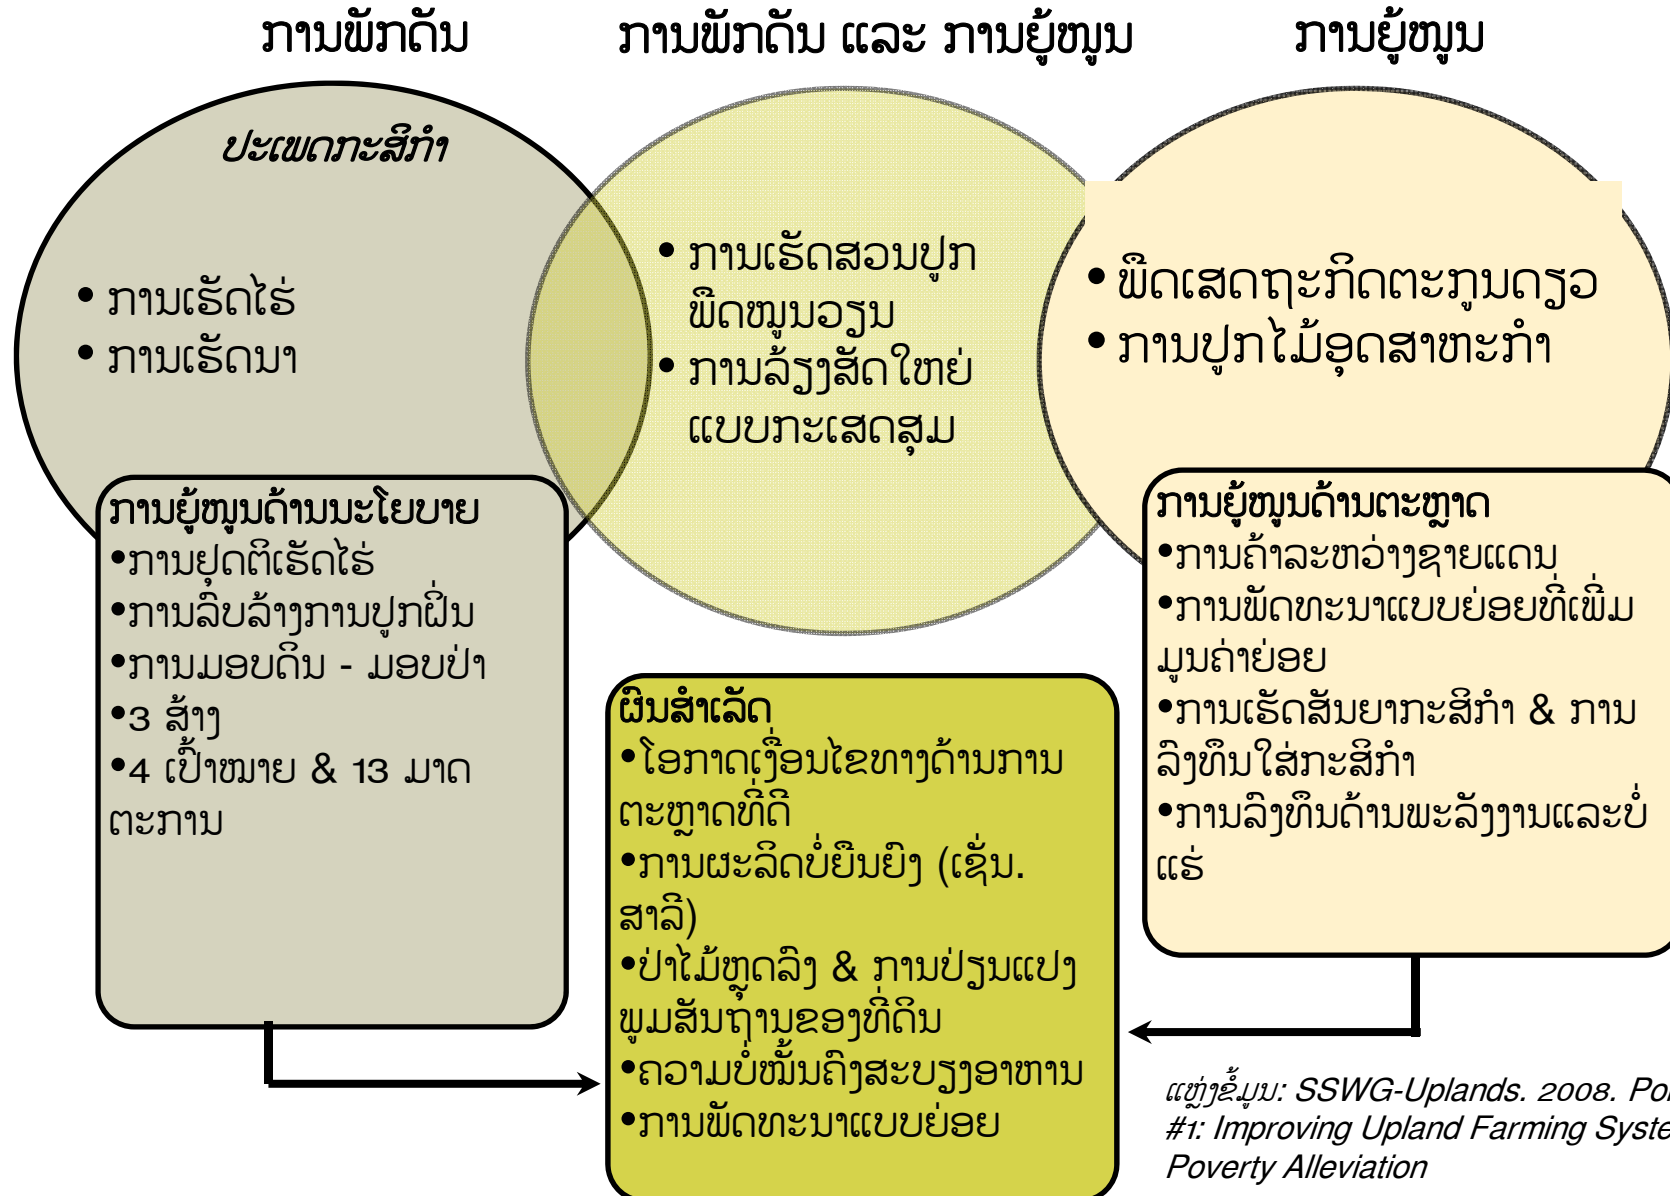 ການພັກດັນ
ການພັກດັນ ແລະ ການຍູ້ໜູນ
ການຍູ້ໜູນ
ປະເພດກະສິກຳ
• ການເຮັດໄຮ່
• ການເຮັດນາ
• ການເຮັດສວນປູກ
ພືດໝູນວຽນ
• ການລ້ຽງສັດໃຫຍ່
ແບບກະເສດສຸມ
• ພືດເສດຖະກິດຕະກູນດຽວ
• ການປູກໄມ້ອຸດສາຫະກຳ
ການຍູ້ໜູນດ້ານນະໂຍບາຍ
•ການຢຸດຕິເຮັດໄຮ່
•ການລົບລ້າງການປູກຝິ່ນ
•ການມອບດິນ - ມອບປ່າ
•3 ສ້າງ
•4 ເປົ້າໝາຍ & 13 ມາດ
ຕະການ
ຜົນສຳເລັດ
•ໂອກາດເງື່ອນໄຂທາງດ້ານການ
ຕະຫຼາດທີ່ດີ
•ການຜະລິດບໍ່ຍືນຍົງ (ເຊັ່ນ.
ສາລີ)
•ປ່າໄມ້ຫຼຸດລົງ & ການປ່ຽນແປງ
ພູມສັນຖານຂອງທີ່ດິນ
•ຄວາມບໍ່ໝັ້ນຄົງສະບຽງອາຫານ
•ການພັດທະນາແບບຍ່ອຍ
ການຍູ້ໜູນດ້ານຕະຫຼາດ
•ການຄ້າລະຫວ່າງຊາຍແດນ
•ການພັດທະນາແບບຍ່ອຍທີ່ເພີ່ມ
ມູນຄ່າຍ່ອຍ
•ການເຮັດສັນຍາກະສິກຳ & ການ
ລົງທຶນໃສ່ກະສິກຳ
•ການລົງທຶນດ້ານພະລັງງານແລະບໍ່
ແຮ່
ແຫຼ່ງຂໍ້ມູນ: SSWG-Uplands. 2008.
#1: Improving Upland Farming
Poverty Alleviation